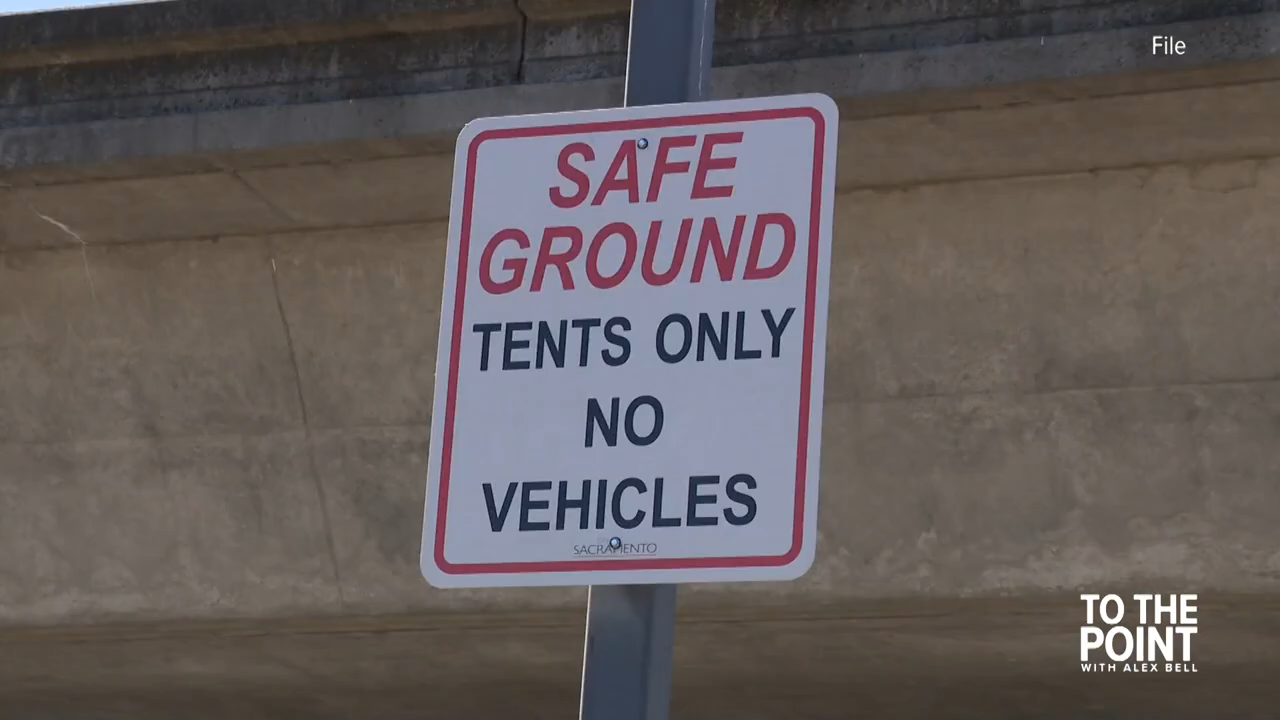 File
SAFE
GROUND
TENTS ONLY
NO
VEHICLES
SACRAMENTO
TO THE
POINT
WITH ALEX BELL